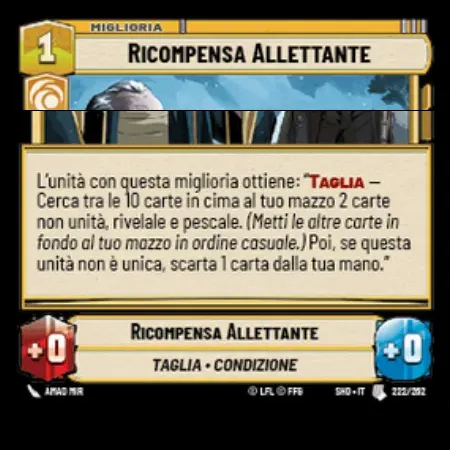 MIGLIORIA
1
RICOMPENSA ALLETTANTE
L'unità con questa miglioria ottiene: "TAGLIA –
Cerca tra le 10 carte in cima al tuo mazzo 2 carte
non unità, rivelale e pescale. (Metti le altre carte in
fondo al tuo mazzo in ordine casuale.) Poi, se questa
unità non è unica, scarta 1 carta dalla tua mano."
+0
RICOMPENSA ALLETTANTE
+0
TAGLIA • CONDIZIONE
AMAD MIR
© LFL © FFG
SHD • IT
222/262